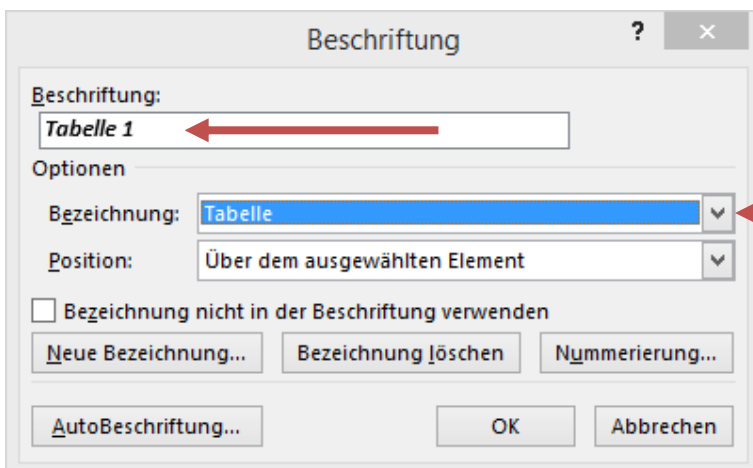 Beschriftung ?
Beschriftung:
Tabelle 1
Optionen
Bezeichnung: Tabelle
Position: Über dem ausgewählten Element
Bezeichnung nicht in der Beschriftung verwenden
Neue Bezeichnung... Bezeichnung löschen Nummerierung...
AutoBeschriftung... OK Abbrechen